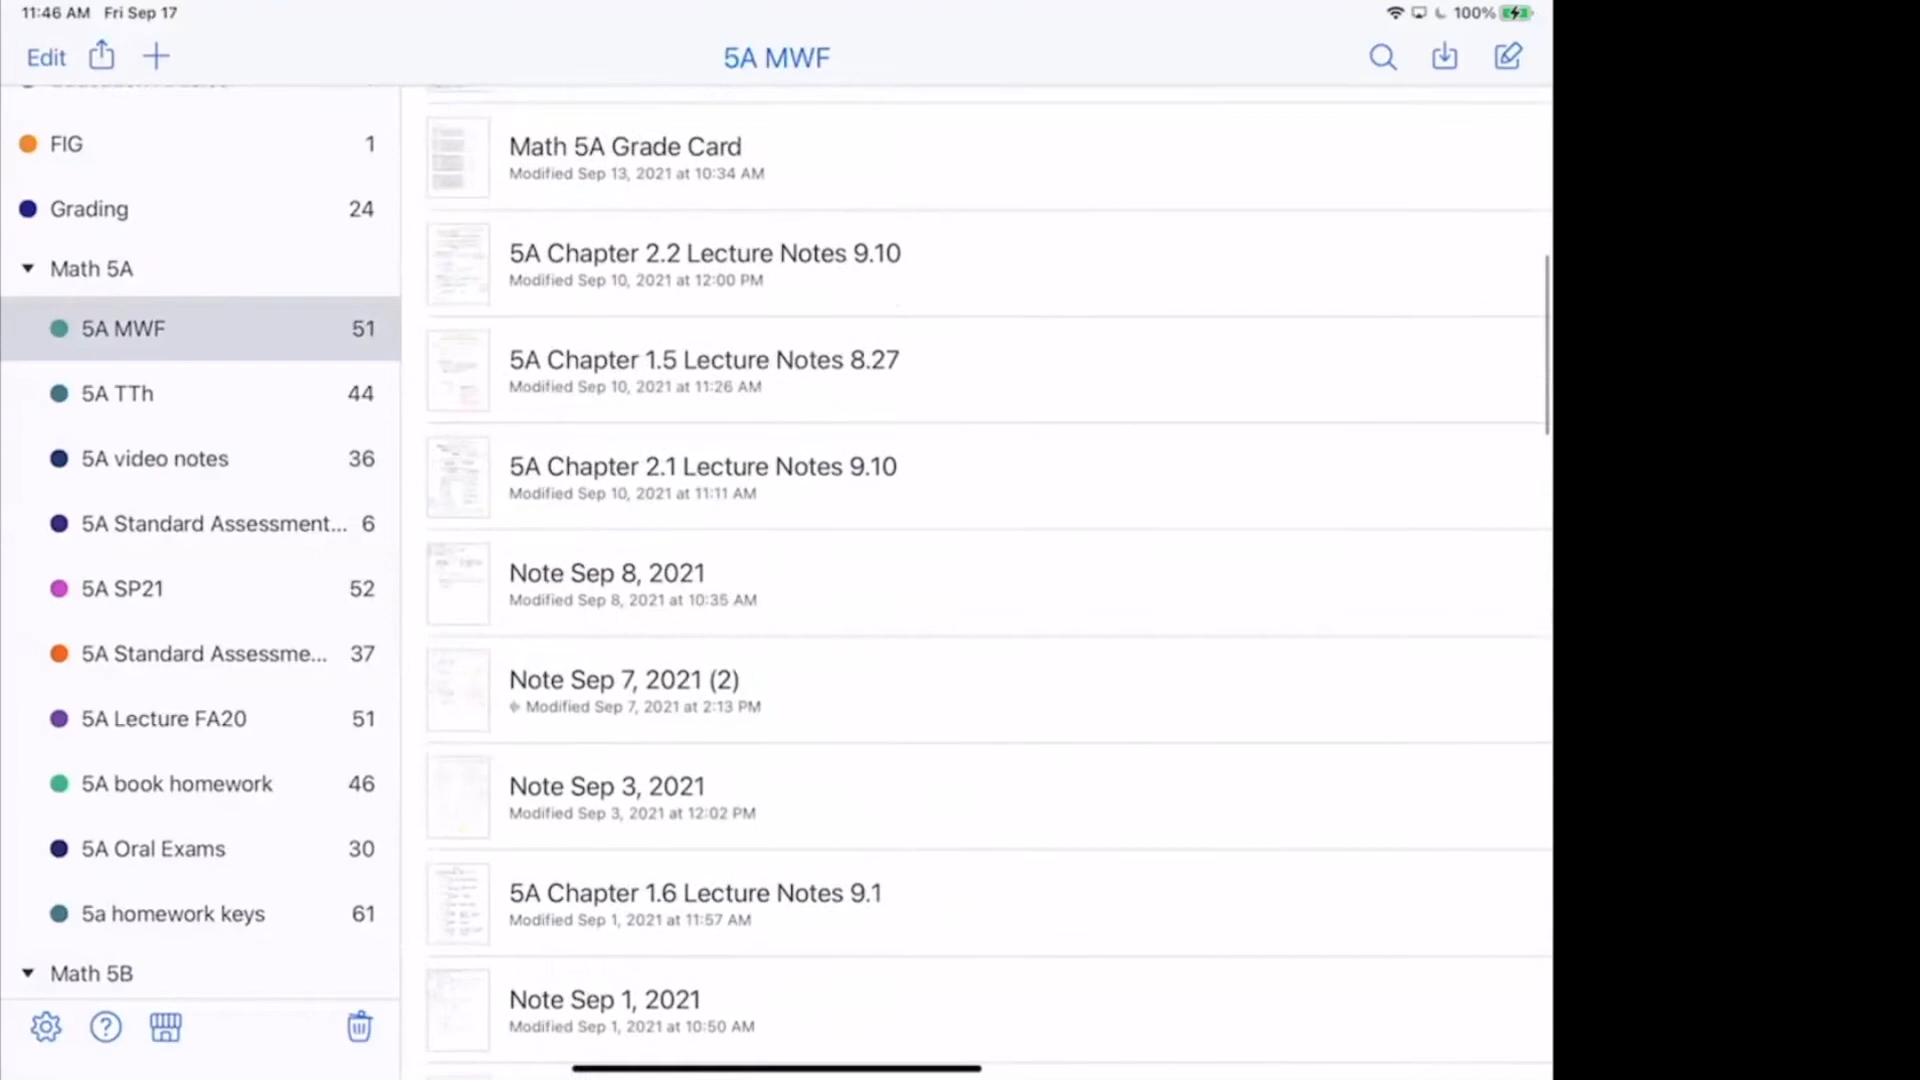 11:46 AM Fri Sep 17
100%
Edit
5A MWF
FIG 1
Grading 24
Math 5A
5A MWF 51
5A TTh 44
5A video notes 36
5A Standard Assessment... 6
5A SP21 52
5A Standard Assessme... 37
5A Lecture FA20 51
5A book homework 46
5A Oral Exams 30
5a homework keys 61
Math 5B
Math 5A Grade Card
Modified Sep 13, 2021 at 10:34 AM
5A Chapter 2.2 Lecture Notes 9.10
Modified Sep 10, 2021 at 12:00 PM
5A Chapter 1.5 Lecture Notes 8.27
Modified Sep 10, 2021 at 11:26 AM
5A Chapter 2.1 Lecture Notes 9.10
Modified Sep 10, 2021 at 11:11 AM
Note Sep 8, 2021
Modified Sep 8, 2021 at 10:35 AM
Note Sep 7, 2021 (2)
Modified Sep 7, 2021 at 2:13 PM
Note Sep 3, 2021
Modified Sep 3, 2021 at 12:02 PM
5A Chapter 1.6 Lecture Notes 9.1
Modified Sep 1, 2021 at 11:57 AM
Note Sep 1, 2021
Modified Sep 1, 2021 at 10:50 AM